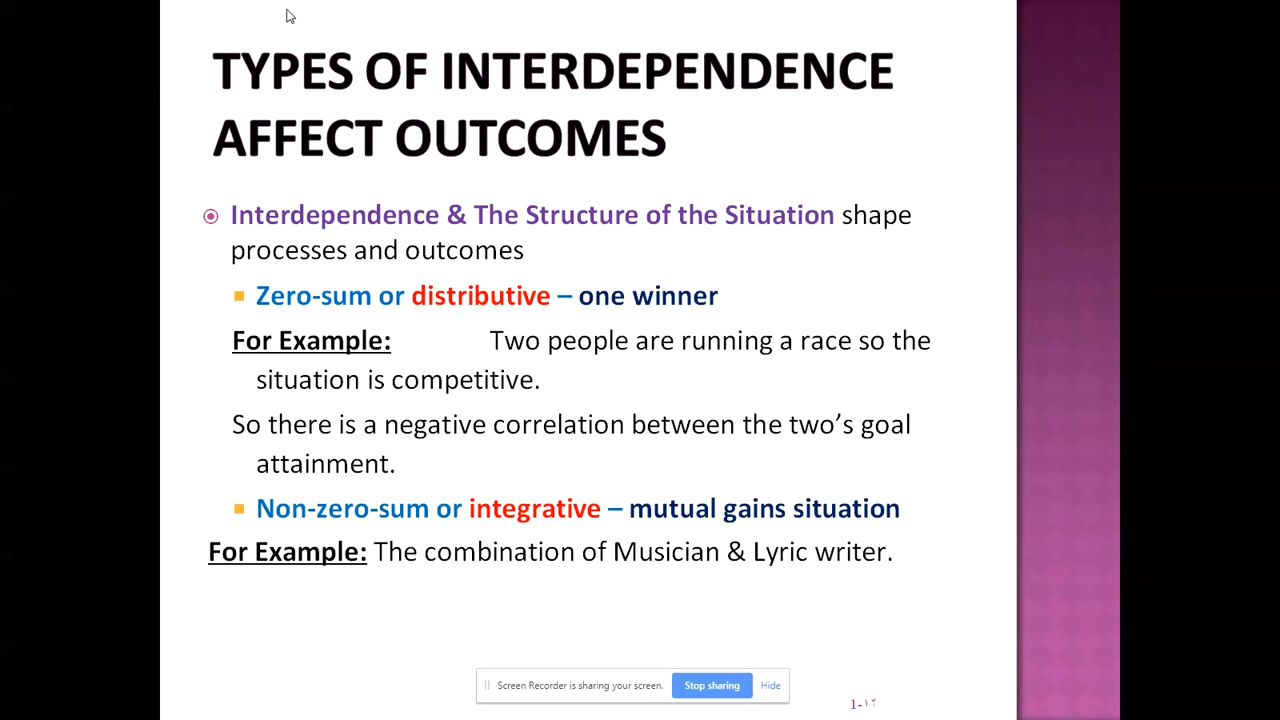 TYPES OF INTERDEPENDENCE
AFFECT OUTCOMES
Interdependence & The Structure of the Situation shape
processes and outcomes
Zero-sum or distributive – one winner
For Example: Two people are running a race so the
situation is competitive.
So there is a negative correlation between the two’s goal
attainment.
Non-zero-sum or integrative – mutual gains situation
For Example: The combination of Musician & Lyric writer.
Screen Recorder is sharing your screen. Stop sharing Hide
1-١٢